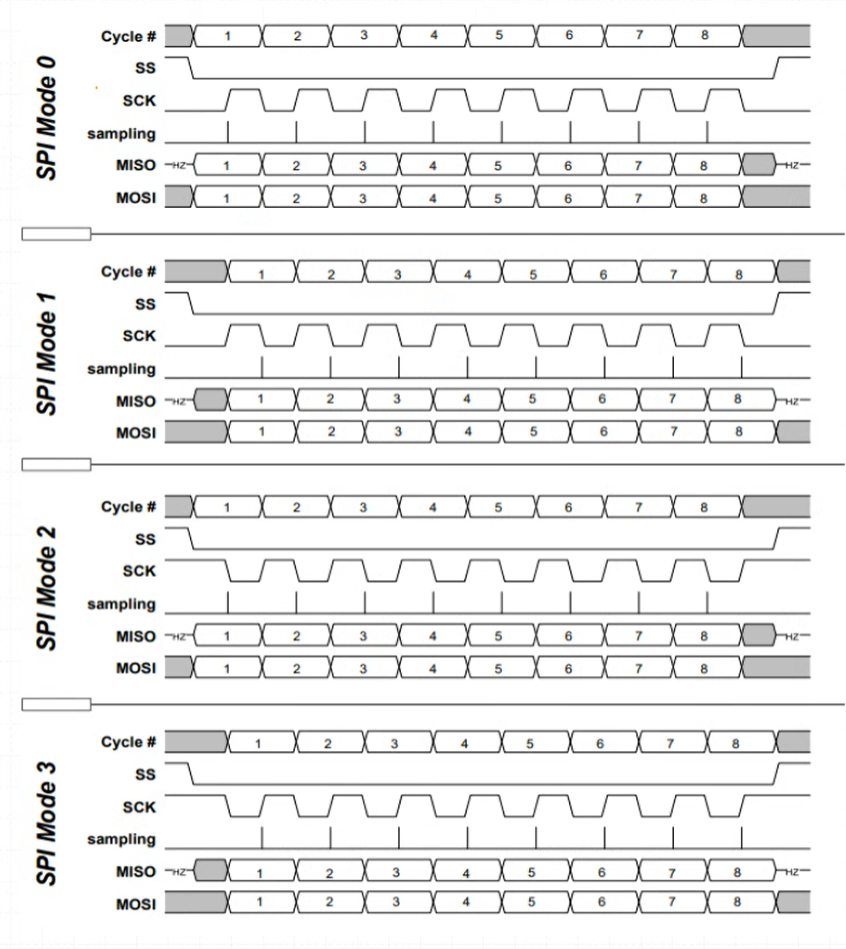 SPI Mode 0
Cycle # 1 2 3 4 5 6 7 8
SS
SCK
sampling
MISO HZ 1 2 3 4 5 6 7 8 HZ
MOSI 1 2 3 4 5 6 7 8
SPI Mode 1
Cycle # 1 2 3 4 5 6 7 8
SS
SCK
sampling
MISO HZ 1 2 3 4 5 6 7 8 HZ
MOSI 1 2 3 4 5 6 7 8
SPI Mode 2
Cycle # 1 2 3 4 5 6 7 8
SS
SCK
sampling
MISO HZ 1 2 3 4 5 6 7 8 HZ
MOSI 1 2 3 4 5 6 7 8
SPI Mode 3
Cycle # 1 2 3 4 5 6 7 8
SS
SCK
sampling
MISO HZ 1 2 3 4 5 6 7 8 HZ
MOSI 1 2 3 4 5 6 7 8